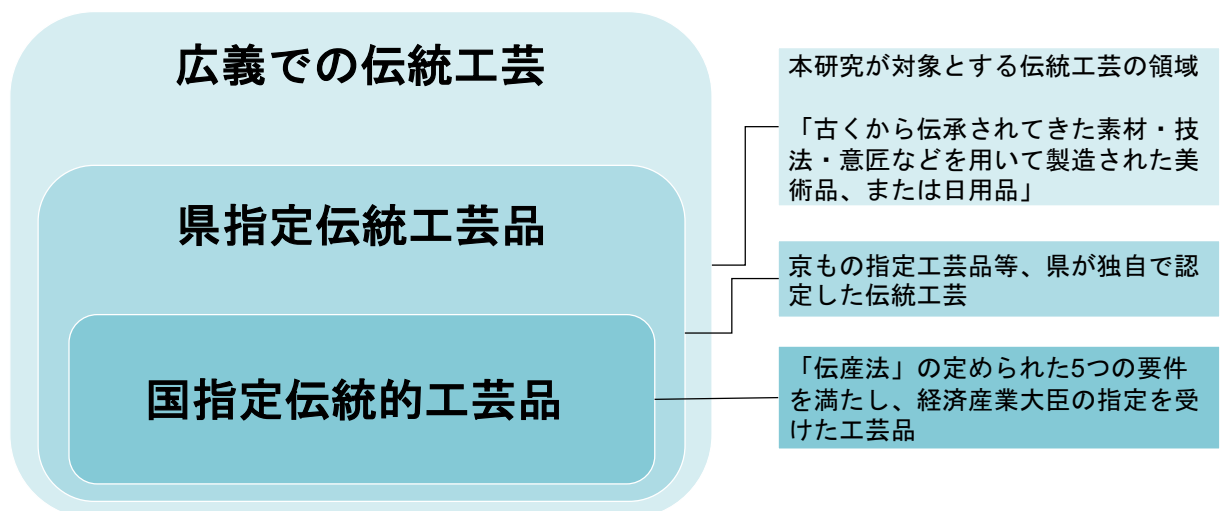 広義での伝統工芸
県指定伝統工芸品
国指定伝統的工芸品
本研究が対象とする伝統工芸の領域
「古くから伝承されてきた素材・技
法・意匠などを用いて製造された美
術品、または日用品」
京もの指定工芸品等、県が独自で認
定した伝統工芸
「伝産法」の定められた5つの要件
を満たし、経済産業大臣の指定を受
けた工芸品